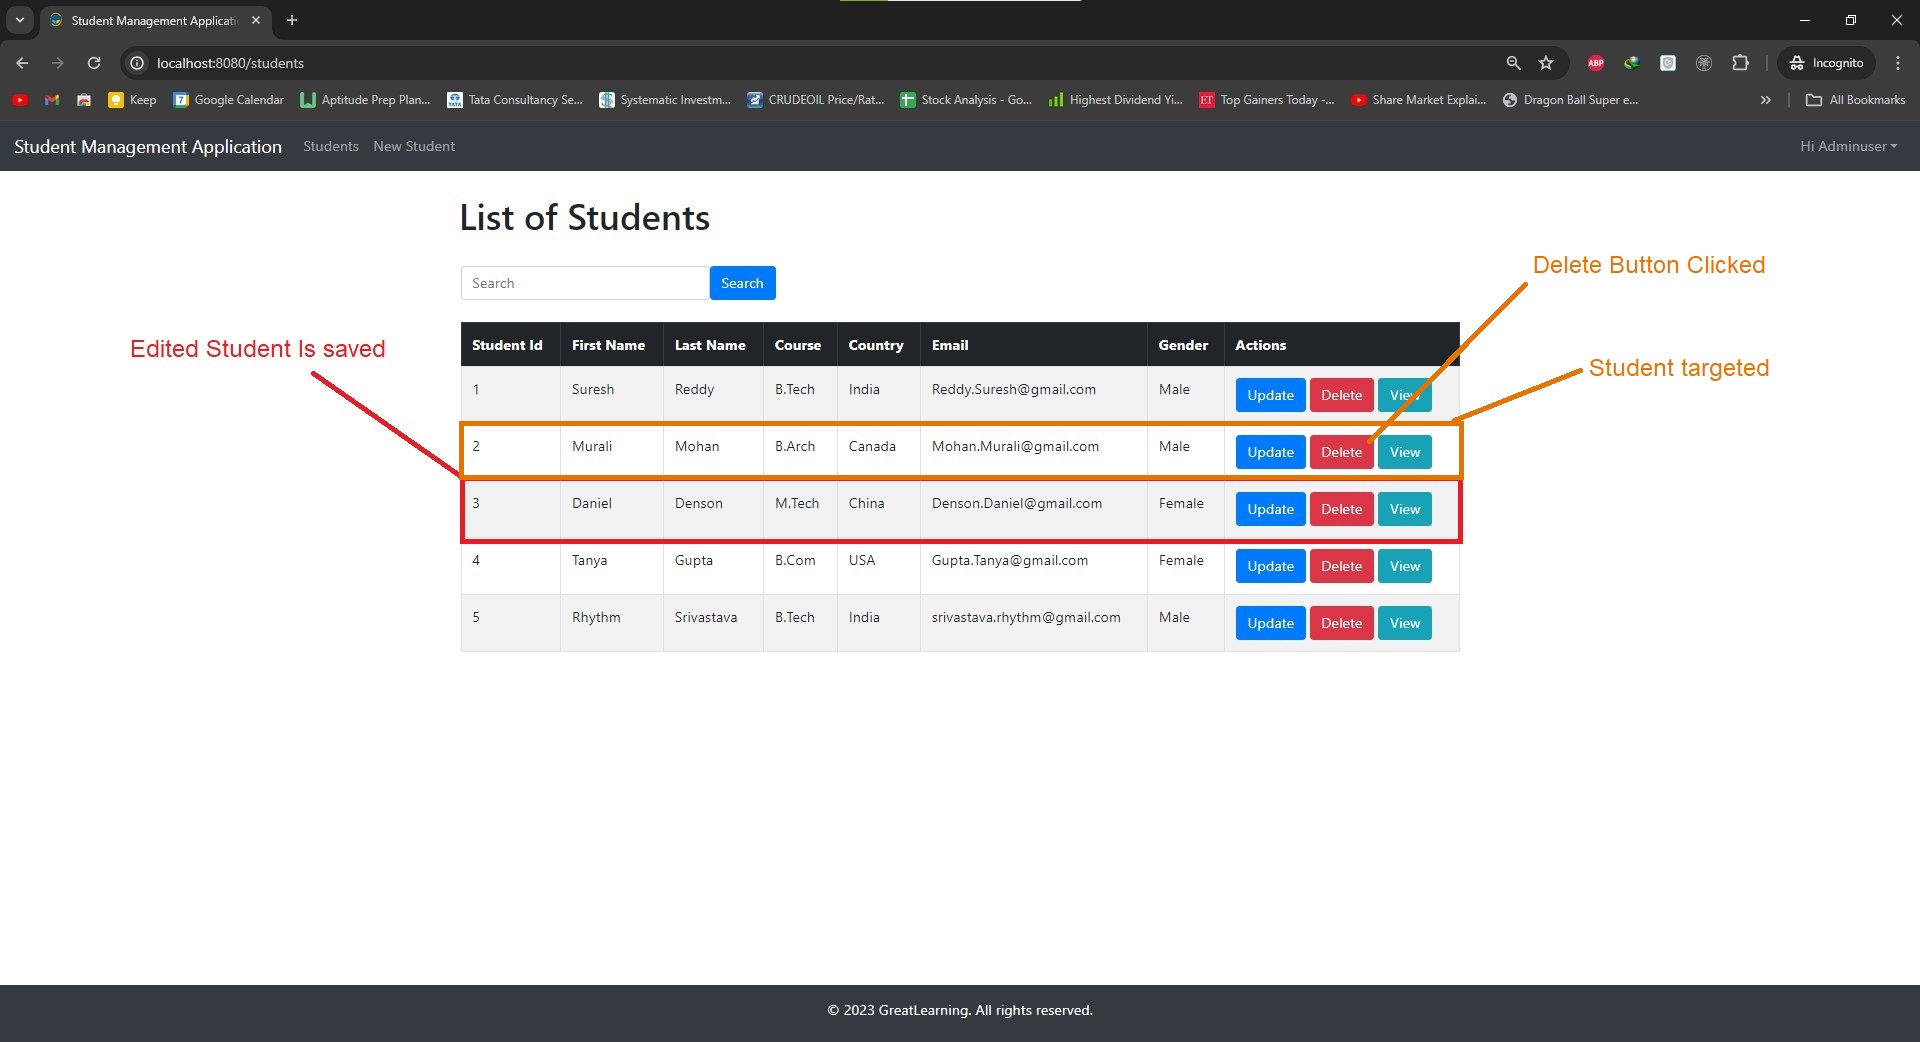 Student Management Applicati
localhost:8080/students
Incognito
Keep
Google Calendar
Aptitude Prep Plan...
Tata Consultancy Se...
Systematic Investm...
CRUDEOIL Price/Rat...
Stock Analysis - Go...
Highest Dividend Yi...
Top Gainers Today -...
Share Market Explai...
Dragon Ball Super e...
All Bookmarks
Student Management Application Students New Student Hi Adminuser
List of Students
Delete Button Clicked
Search Search
Edited Student Is saved
Student Id First Name Last Name Course Country Email Gender Actions
Student targeted
1 Suresh Reddy B.Tech India Reddy.Suresh@gmail.com Male Update Delete View
2 Murali Mohan B.Arch Canada Mohan.Murali@gmail.com Male Update Delete View
3 Daniel Denson M.Tech China Denson.Daniel@gmail.com Female Update Delete View
4 Tanya Gupta B.Com USA Gupta.Tanya@gmail.com Female Update Delete View
5 Rhythm Srivastava B.Tech India srivastava.rhythm@gmail.com Male Update Delete View
© 2023 GreatLearning. All rights reserved.